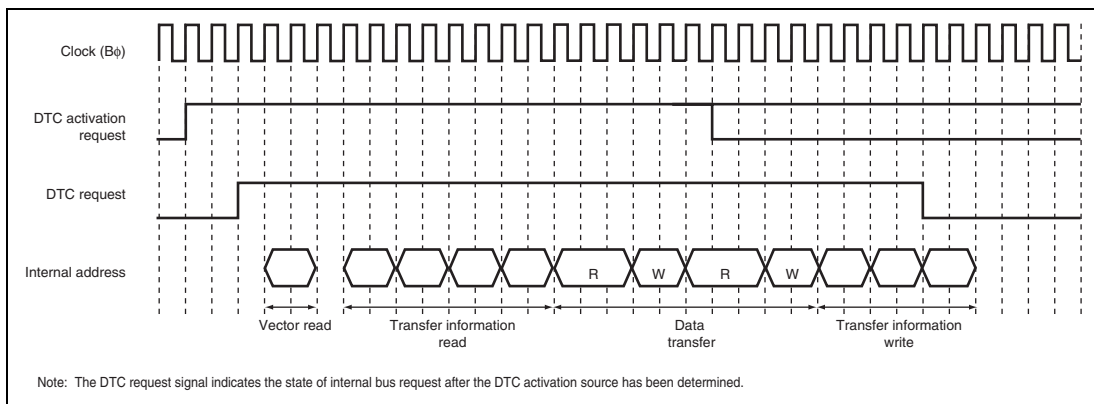 Clock (Bϕ)
DTC activation
request
DTC request
Internal address
R
W
R
W
Vector read
Transfer information
read
Data
transfer
Transfer information
write
Note: The DTC request signal indicates the state of internal bus request after the DTC activation source has been determined.